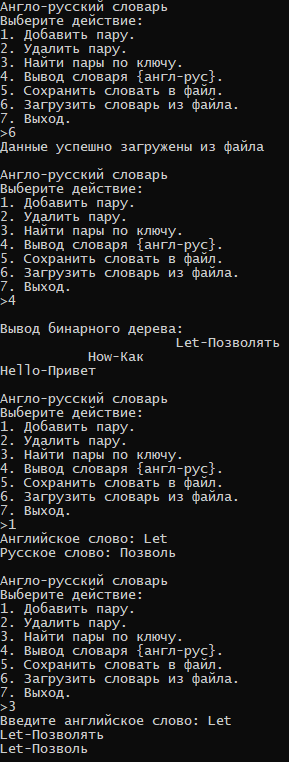 Англо-русский словарь
Выберите действие:
1. Добавить пару.
2. Удалить пару.
3. Найти пары по ключу.
4. Вывод словаря {англ-рус}.
5. Сохранить словать в файл.
6. Загрузить словарь из файла.
7. Выход.
>6
Данные успешно загружены из файла
Англо-русский словарь
Выберите действие:
1. Добавить пару.
2. Удалить пару.
3. Найти пары по ключу.
4. Вывод словаря {англ-рус}.
5. Сохранить словать в файл.
6. Загрузить словарь из файла.
7. Выход.
>4
Вывод бинарного дерева:
Let-Позволять
How-Как
Hello-Привет
Англо-русский словарь
Выберите действие:
1. Добавить пару.
2. Удалить пару.
3. Найти пары по ключу.
4. Вывод словаря {англ-рус}.
5. Сохранить словать в файл.
6. Загрузить словарь из файла.
7. Выход.
>1
Английское слово: Let
Русское слово: Позволь
Англо-русский словарь
Выберите действие:
1. Добавить пару.
2. Удалить пару.
3. Найти пары по ключу.
4. Вывод словаря {англ-рус}.
5. Сохранить словать в файл.
6. Загрузить словарь из файла.
7. Выход.
>3
Введите английское слово: Let
Let-Позволять
Let-Позволь